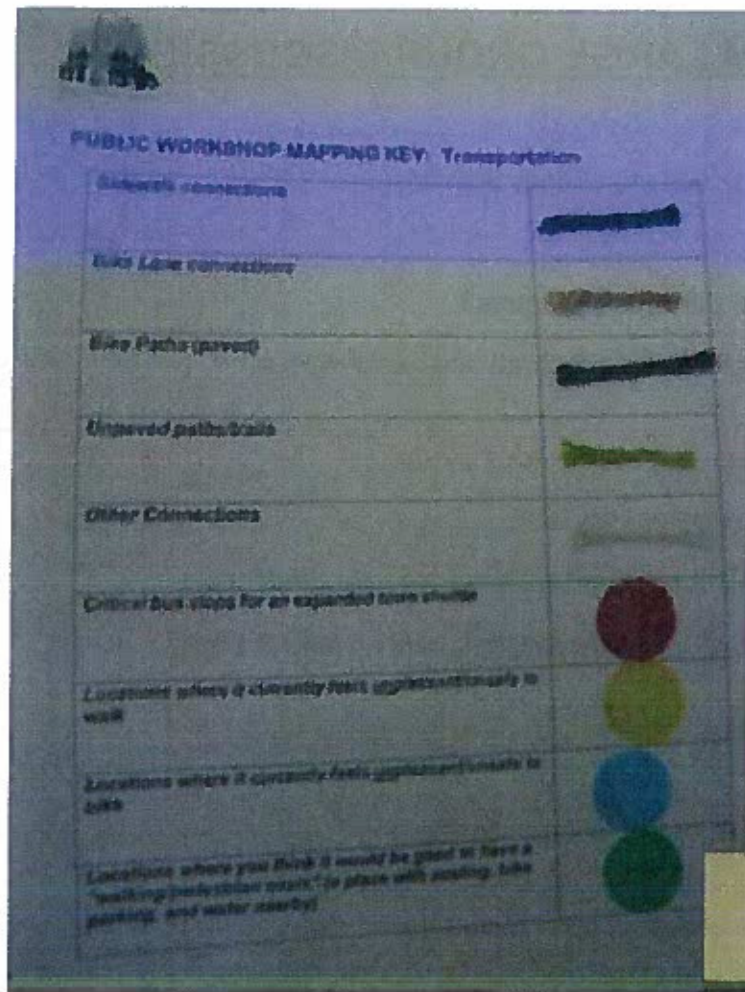 PUBLIC WORKSHOP MAPPING KEY: Transportation
Sidewalk connections
Bike Lane connections
Bike Paths (paved)
Unpaved paths/trails
Other Connections
Critical bus stops for an expanded town shuttle
Locations where it currently feels unpleasant/unsafe to
walk
Locations where it currently feels unpleasant/unsafe to
bike
Locations where you think it would be good to have a
"walking/pedestrian oasis" (a place with seating, bike
parking, and water nearby)